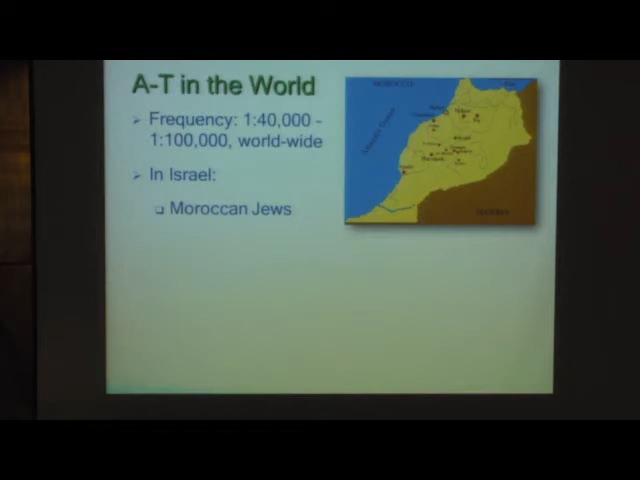 A-T in the World
Frequency: 1:40,000 -
1:100,000, world-wide
In Israel:
Moroccan Jews
MOROCCO
Atlantic Ocean